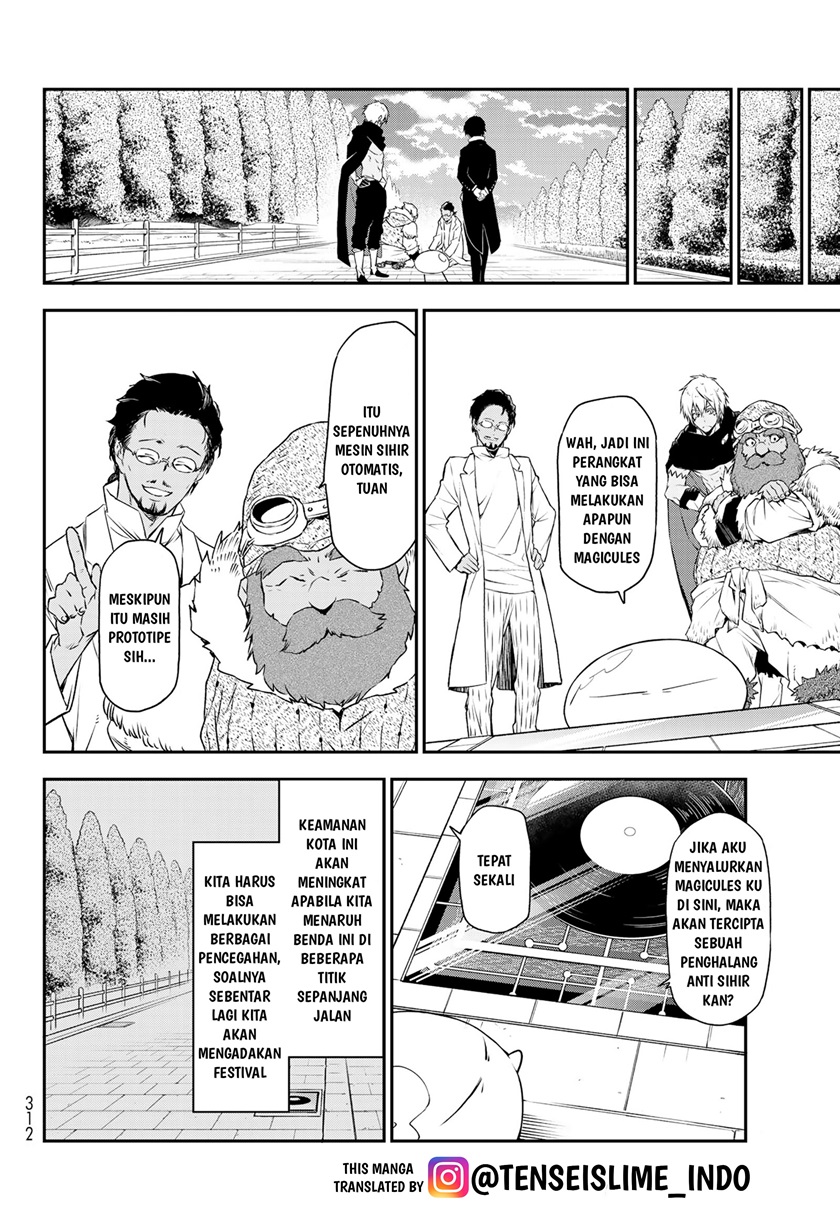 WAH, JADI INI
PERANGKAT
YANG BISA
MELAKUKAN
APAPUN
DENGAN
MAGICULES
ITU
SEPENUHNYA
MESIN SIHIR
OTOMATIS,
TUAN
MESKIPUN
ITU MASIH
PROTOTIPE
SIH...
JIKA AKU
MENYALURKAN
MAGICULES KU
DI SINI, MAKA
AKAN TERCIPTA
SEBUAH
PENGHALANG
ANTI SIHIR
KAN?
TEPAT
SEKALI
KEAMANAN
KOTA INI
AKAN
MENINGKAT
APABILA KITA
MENARUH
BENDA INI DI
BEBERAPA
TITIK
SEPANJANG
JALAN
KITA HARUS
BISA
MELAKUKAN
BERBAGAI
PENCEGAHAN,
SOALNYA
SEBENTAR
LAGI KITA
AKAN
MENGADAKAN
FESTIVAL
312
THIS MANGA
TRANSLATED BY
@TENSEISLIME_INDO